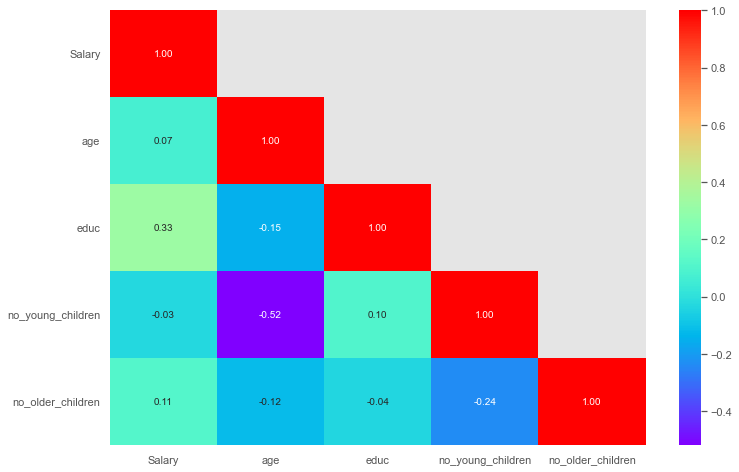 Salary 1.00
age 0.07 1.00
educ 0.33 -0.15 1.00
no_young_children -0.03 -0.52 0.10 1.00
no_older_children 0.11 -0.12 -0.04 -0.24 1.00
Salary age educ no_young_children no_older_children
1.0
0.8
0.6
0.4
0.2
0.0
−0.2
−0.4